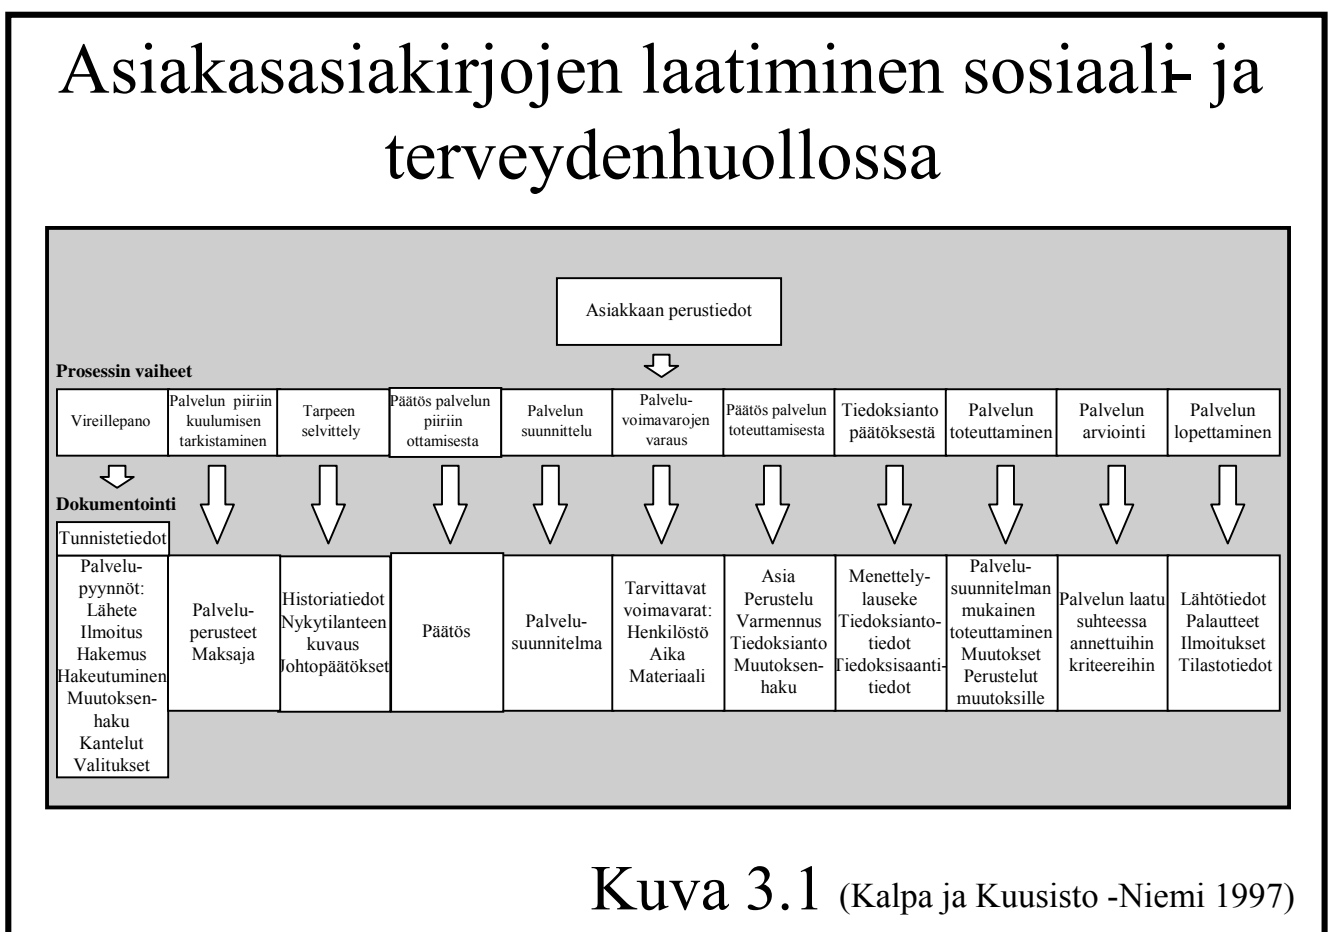 Asiakasasiakirjojen laatiminen sosiaali- ja
terveydenhuollossa
Asiakkaan perustiedot
Prosessin vaiheet
Vireillepano
Palvelun piiriin
kuulumisen
tarkistaminen
Tarpeen
selvittely
Päätös palvelun
piiriin
ottamisesta
Palvelun
suunnittelu
Palvelu-
voimavarojen
varaus
Päätös palvelun
toteuttamisesta
Tiedoksianto
päätöksestä
Palvelun
toteuttaminen
Palvelun
arviointi
Palvelun
lopettaminen
Dokumentointi
Tunnistetiedot
Palvelu-
pyynnöt:
Lähete
Ilmoitus
Hakemus
Hakeutuminen
Muutoksen-
haku
Kantelut
Valitukset
Palvelu-
perusteet
Maksaja
Historiatiedot
Nykytilanteen
kuvaus
Johtopäätökset
Päätös
Palvelu-
suunnitelma
Tarvittavat
voimavarat:
Henkilöstö
Aika
Materiaali
Asia
Perustelu
Varmennus
Tiedoksianto
Muutoksen-
haku
Menettely-
lauseke
Tiedoksianto-
tiedot
Tiedoksisaanti-
tiedot
Palvelu-
suunnitelman
mukainen
toteuttaminen
Muutokset
Perustelut
muutoksille
Palvelun laatu
suhteessa
annettuihin
kriteereihin
Lähtötiedot
Palautteet
Ilmoitukset
Tilastotiedot
Kuva 3.1 (Kalpa ja Kuusisto -Niemi 1997)